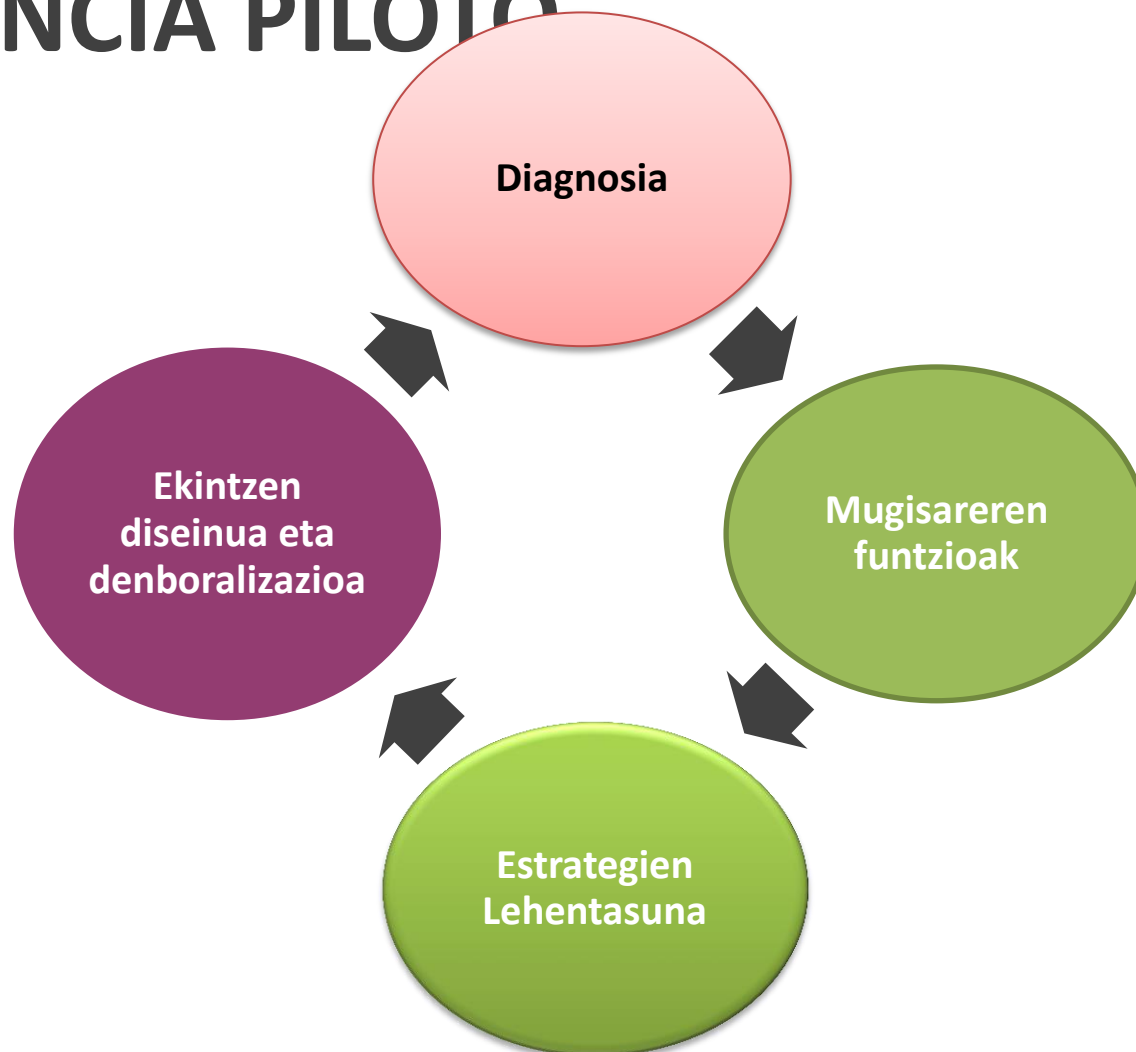 NCIA PILOTO
Diagnosia
Mugisareren
funtzioak
Estrategien
Lehentasuna
Ekintzen
diseinua eta
denboralizazioa